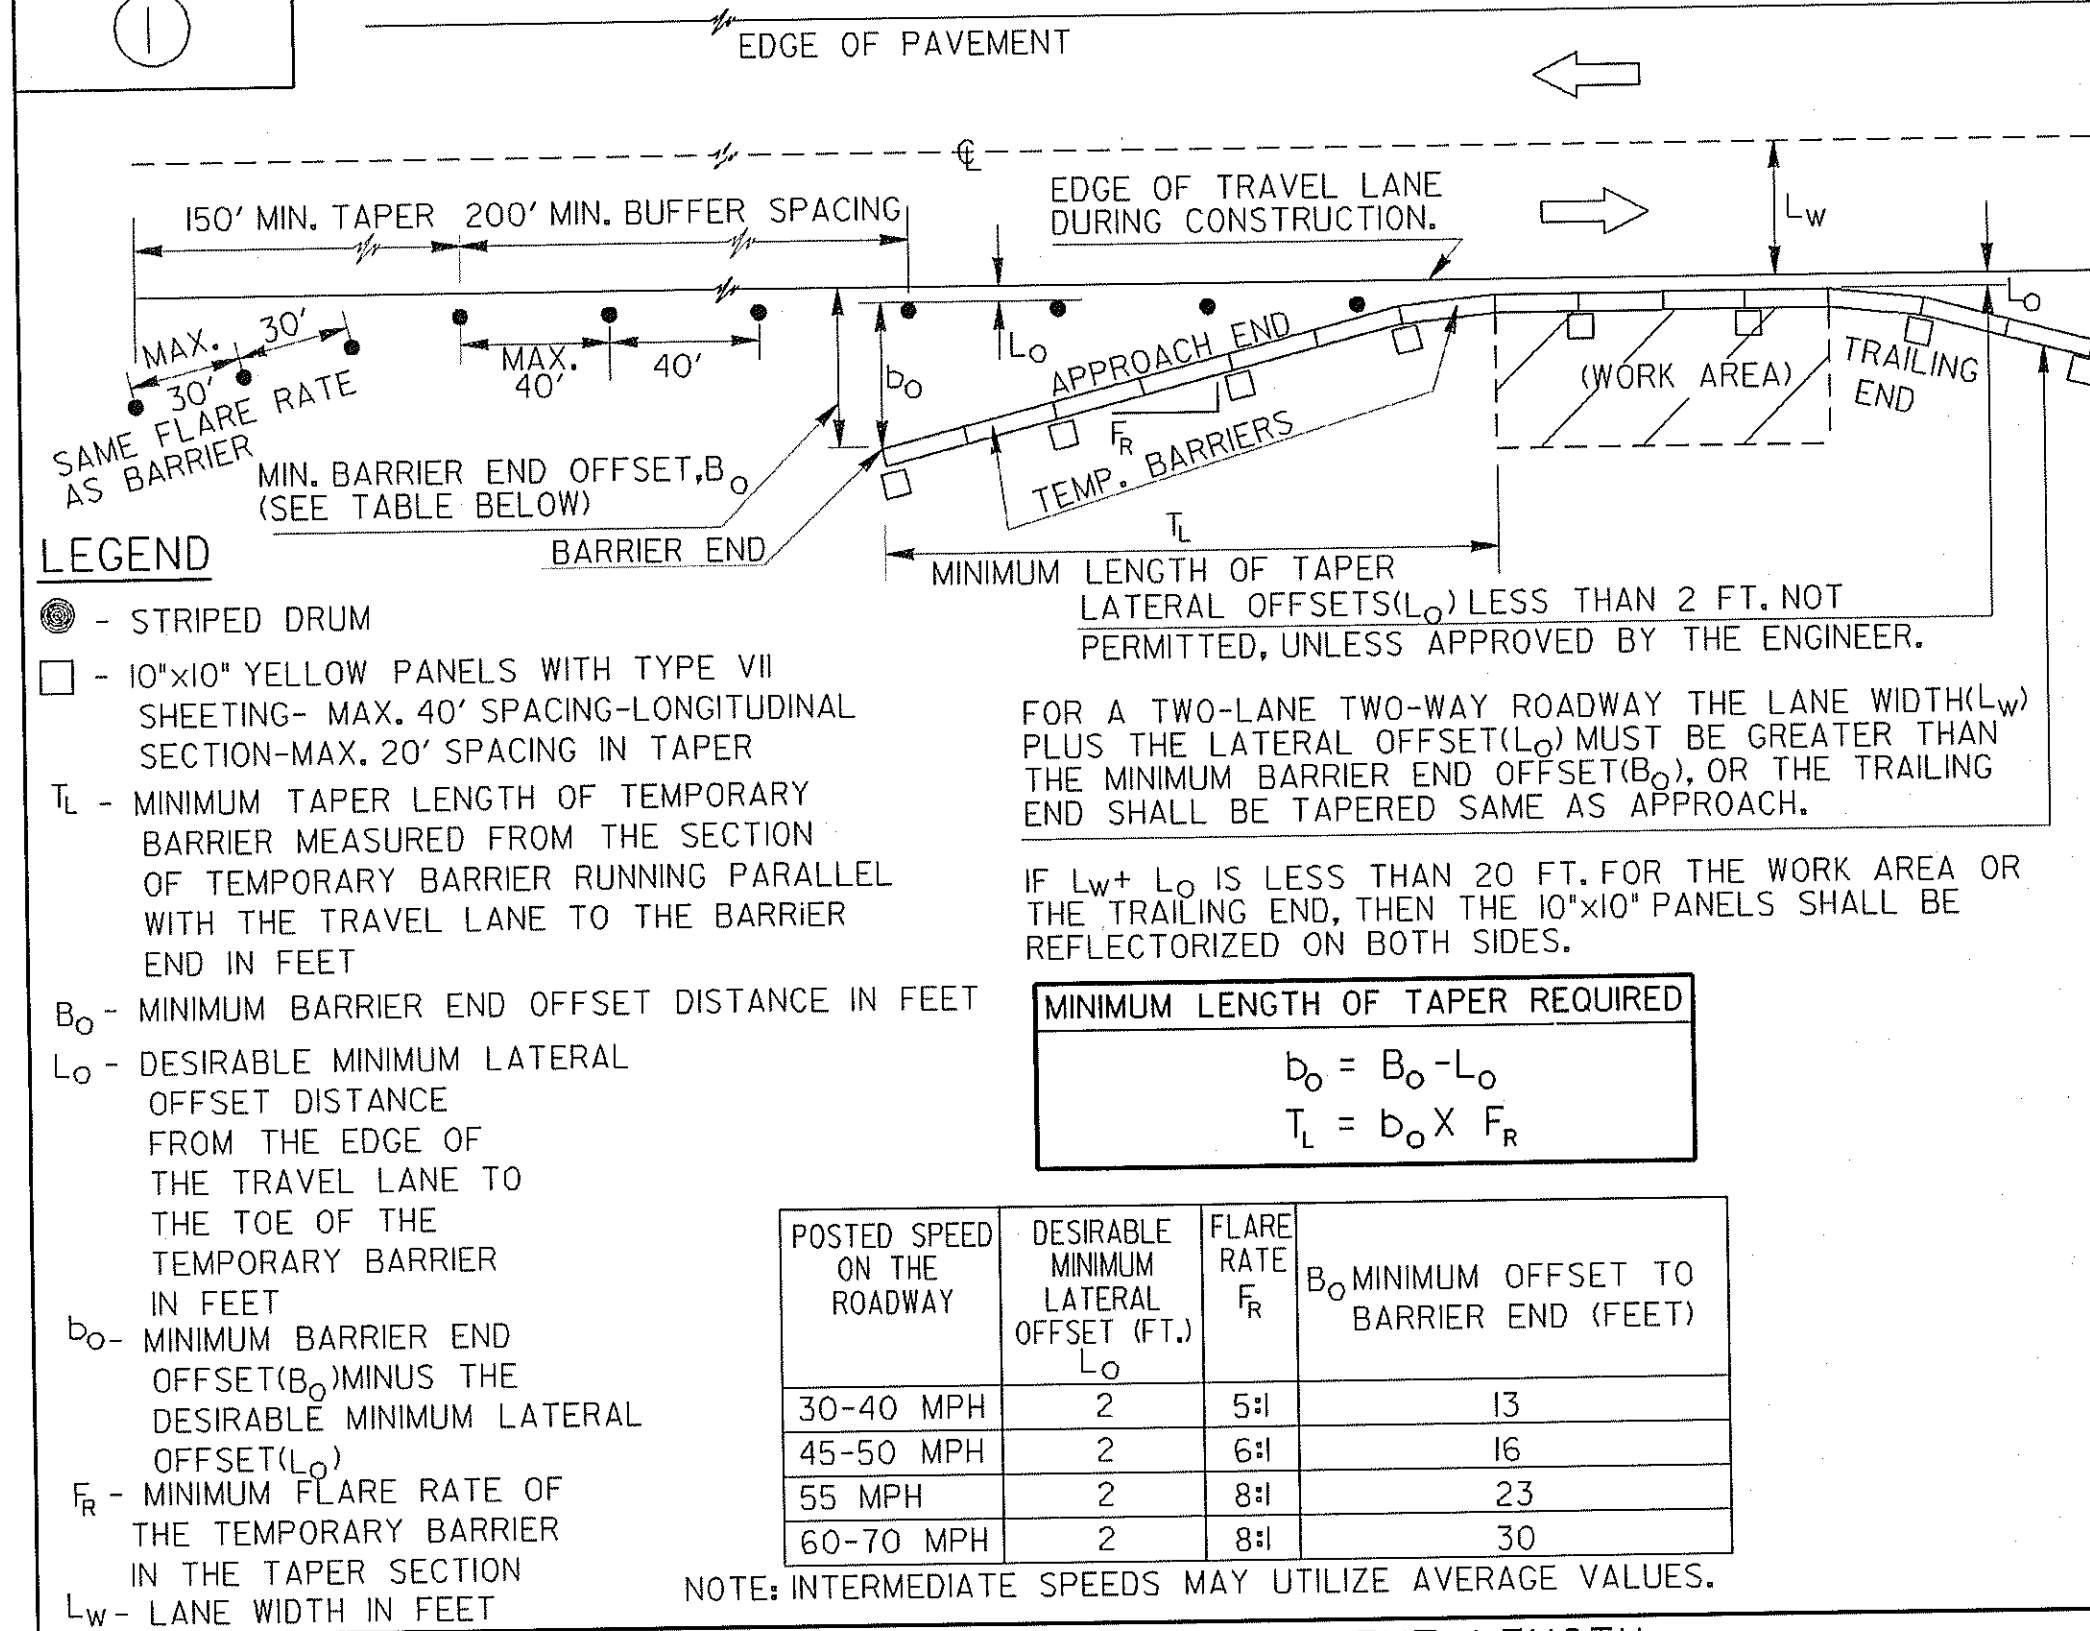 1
EDGE OF PAVEMENT
℄
150' MIN. TAPER
200' MIN. BUFFER SPACING
EDGE OF TRAVEL LANE
DURING CONSTRUCTION.
LW
LO
LO
bO
MAX.
30'
30'
MAX.
40'
40'
SAME FLARE RATE
AS BARRIER
APPROACH END
FR
TEMP. BARRIERS
(WORK AREA)
TRAILING
END
MIN. BARRIER END OFFSET, BO
(SEE TABLE BELOW)
BARRIER END
TL
MINIMUM LENGTH OF TAPER
LATERAL OFFSETS(LO) LESS THAN 2 FT. NOT
PERMITTED, UNLESS APPROVED BY THE ENGINEER.
LEGEND
- STRIPED DRUM
- 10"x10" YELLOW PANELS WITH TYPE VII
SHEETING- MAX. 40' SPACING-LONGITUDINAL
SECTION-MAX. 20' SPACING IN TAPER
TL - MINIMUM TAPER LENGTH OF TEMPORARY
BARRIER MEASURED FROM THE SECTION
OF TEMPORARY BARRIER RUNNING PARALLEL
WITH THE TRAVEL LANE TO THE BARRIER
END IN FEET
BO - MINIMUM BARRIER END OFFSET DISTANCE IN FEET
LO - DESIRABLE MINIMUM LATERAL
OFFSET DISTANCE
FROM THE EDGE OF
THE TRAVEL LANE TO
THE TOE OF THE
TEMPORARY BARRIER
IN FEET
bO - MINIMUM BARRIER END
OFFSET(BO)MINUS THE
DESIRABLE MINIMUM LATERAL
OFFSET(LO)
FR - MINIMUM FLARE RATE OF
THE TEMPORARY BARRIER
IN THE TAPER SECTION
LW - LANE WIDTH IN FEET
FOR A TWO-LANE TWO-WAY ROADWAY THE LANE WIDTH(LW)
PLUS THE LATERAL OFFSET(LO) MUST BE GREATER THAN
THE MINIMUM BARRIER END OFFSET(BO), OR THE TRAILING
END SHALL BE TAPERED SAME AS APPROACH.
IF LW+ LO IS LESS THAN 20 FT. FOR THE WORK AREA OR
THE TRAILING END, THEN THE 10"x10" PANELS SHALL BE
REFLECTORIZED ON BOTH SIDES.
MINIMUM LENGTH OF TAPER REQUIRED
bO = BO - LO
TL = bO X FR
POSTED SPEED
ON THE
ROADWAY
DESIRABLE
MINIMUM
LATERAL
OFFSET (FT.)
LO
FLARE
RATE
FR
BO MINIMUM OFFSET TO
BARRIER END (FEET)
30-40 MPH 2 5:1 13
45-50 MPH 2 6:1 16
55 MPH 2 8:1 23
60-70 MPH 2 8:1 30
NOTE: INTERMEDIATE SPEEDS MAY UTILIZE AVERAGE VALUES.